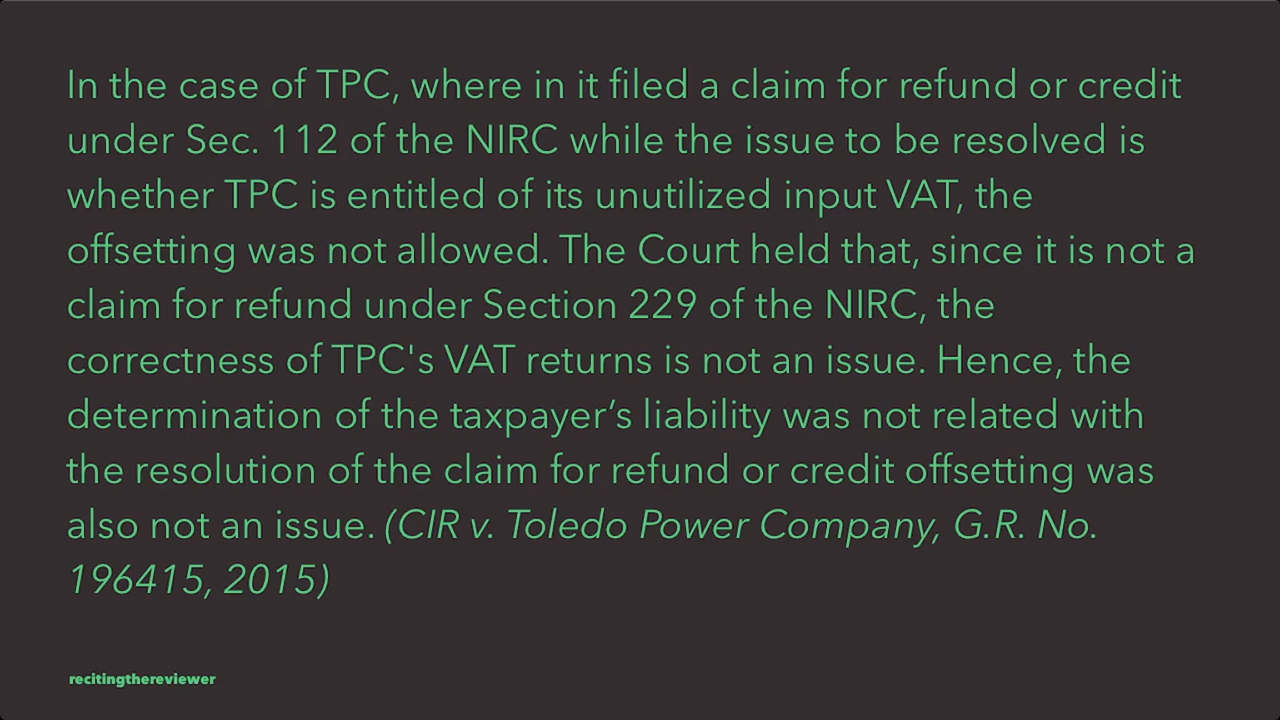 In the case of TPC, where in it filed a claim for refund or credit
under Sec. 112 of the NIRC while the issue to be resolved is
whether TPC is entitled of its unutilized input VAT, the
offsetting was not allowed. The Court held that, since it is not a
claim for refund under Section 229 of the NIRC, the
correctness of TPC's VAT returns is not an issue. Hence, the
determination of the taxpayer’s liability was not related with
the resolution of the claim for refund or credit offsetting was
also not an issue. (CIR v. Toledo Power Company, G.R. No.
196415, 2015)
recitingthereviewer